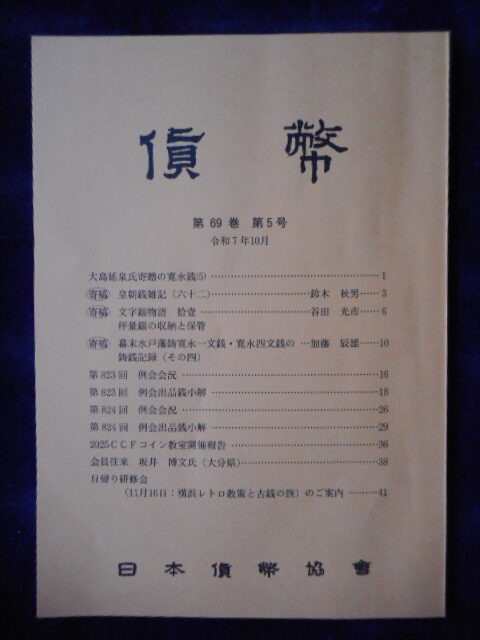 貨幣
第 69 巻 第5号
令和7年10月
大島延泉氏寄贈の寛永銭(5) ………1
寄稿 皇朝銭雑記（六十二）………鈴木 秋男……3
寄稿 文字銀物語 拾壹 ………谷田 光市……6
秤量銀の収納と保管
寄稿 幕末水戸藩鋳寛永一文銭・寛永四文銭の …加藤 辰雄……10
鋳銭記録（その四）
第823回 例会会況 ………16
第823回 例会出品銭小解 ………18
第824回 例会会況 ………26
第824回 例会出品銭小解 ………29
2025CCFコイン教室開催報告 ………36
会員往来 坂井 博文氏（大分県）………38
日帰り研修会
（11月16日：横浜レトロ散策と古銭の旅）のご案内 ………41
日本貨幣協會